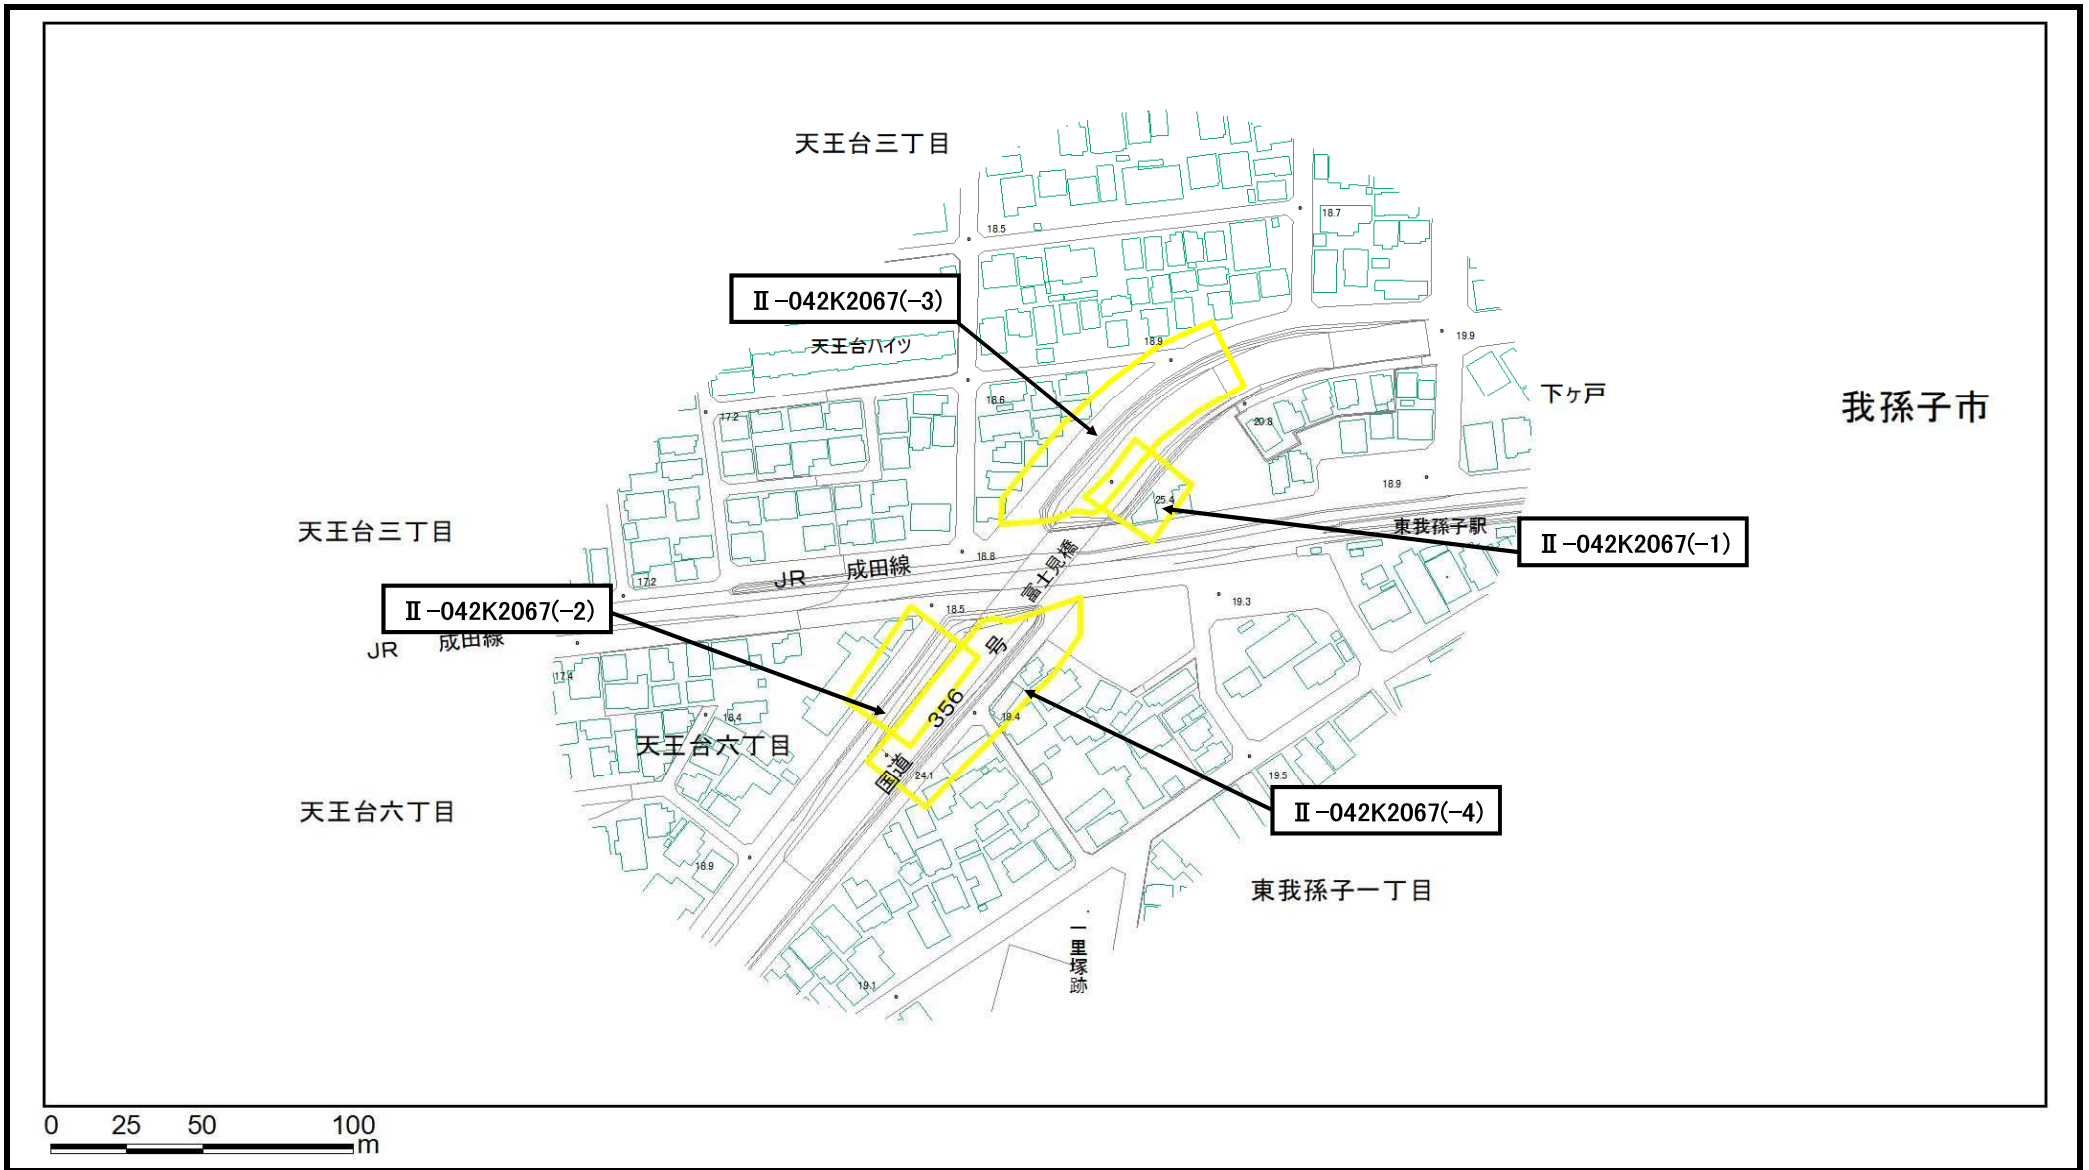 天王台三丁目
18.7
18.5
Ⅱ-042K2067(-3)
天王台ハイツ
18.9
19.9
下ヶ戸
我孫子市
18.6
17.2
20.8
18.9
25.4
天王台三丁目
東我孫子駅
Ⅱ-042K2067(-1)
18.8
富士見橋
JR 成田線
17.2
Ⅱ-042K2067(-2)
18.5
19.3
JR 成田線
国道 356 号
17.4
18.4
19.4
天王台六丁目
24.1
19.5
天王台六丁目
Ⅱ-042K2067(-4)
18.9
東我孫子一丁目
一里塚跡
19.1
0 25 50 100
m